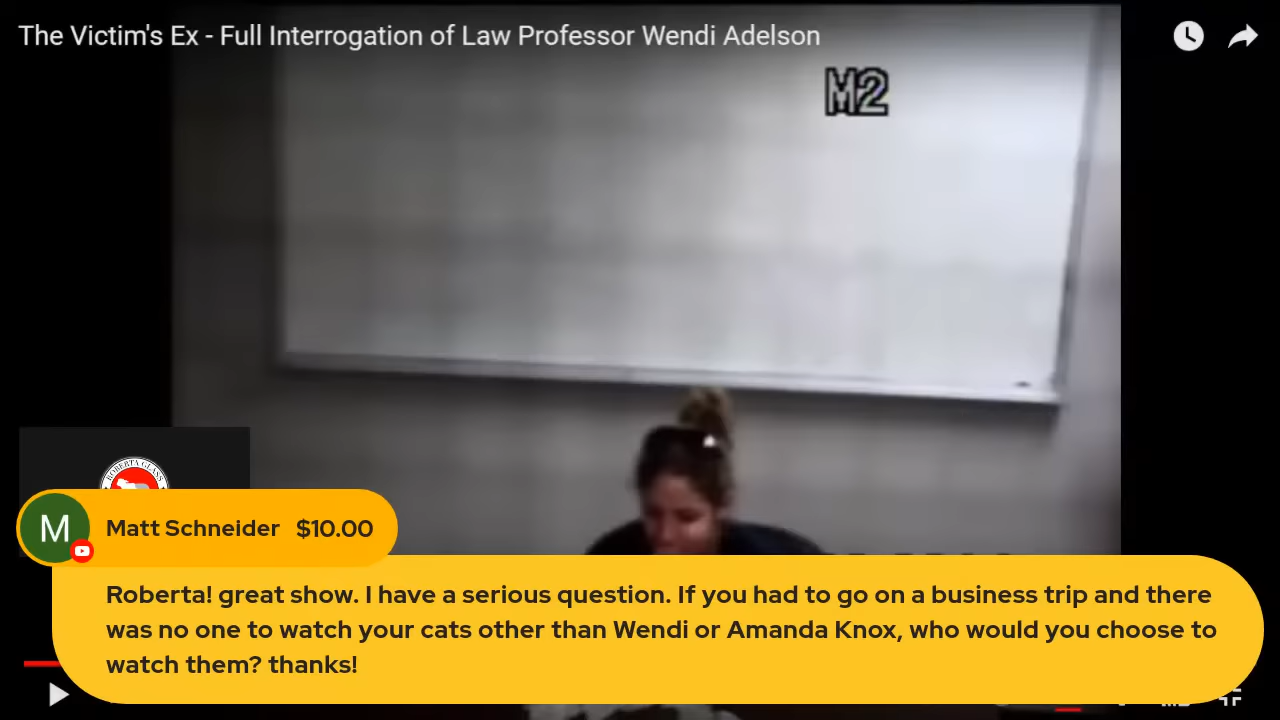 The Victim's Ex - Full Interrogation of Law Professor Wendi Adelson
M2
ROBERTA GLASS
Matt Schneider $10.00
M
Roberta! great show. I have a serious question. If you had to go on a business trip and there
was no one to watch your cats other than Wendi or Amanda Knox, who would you choose to
watch them? thanks!